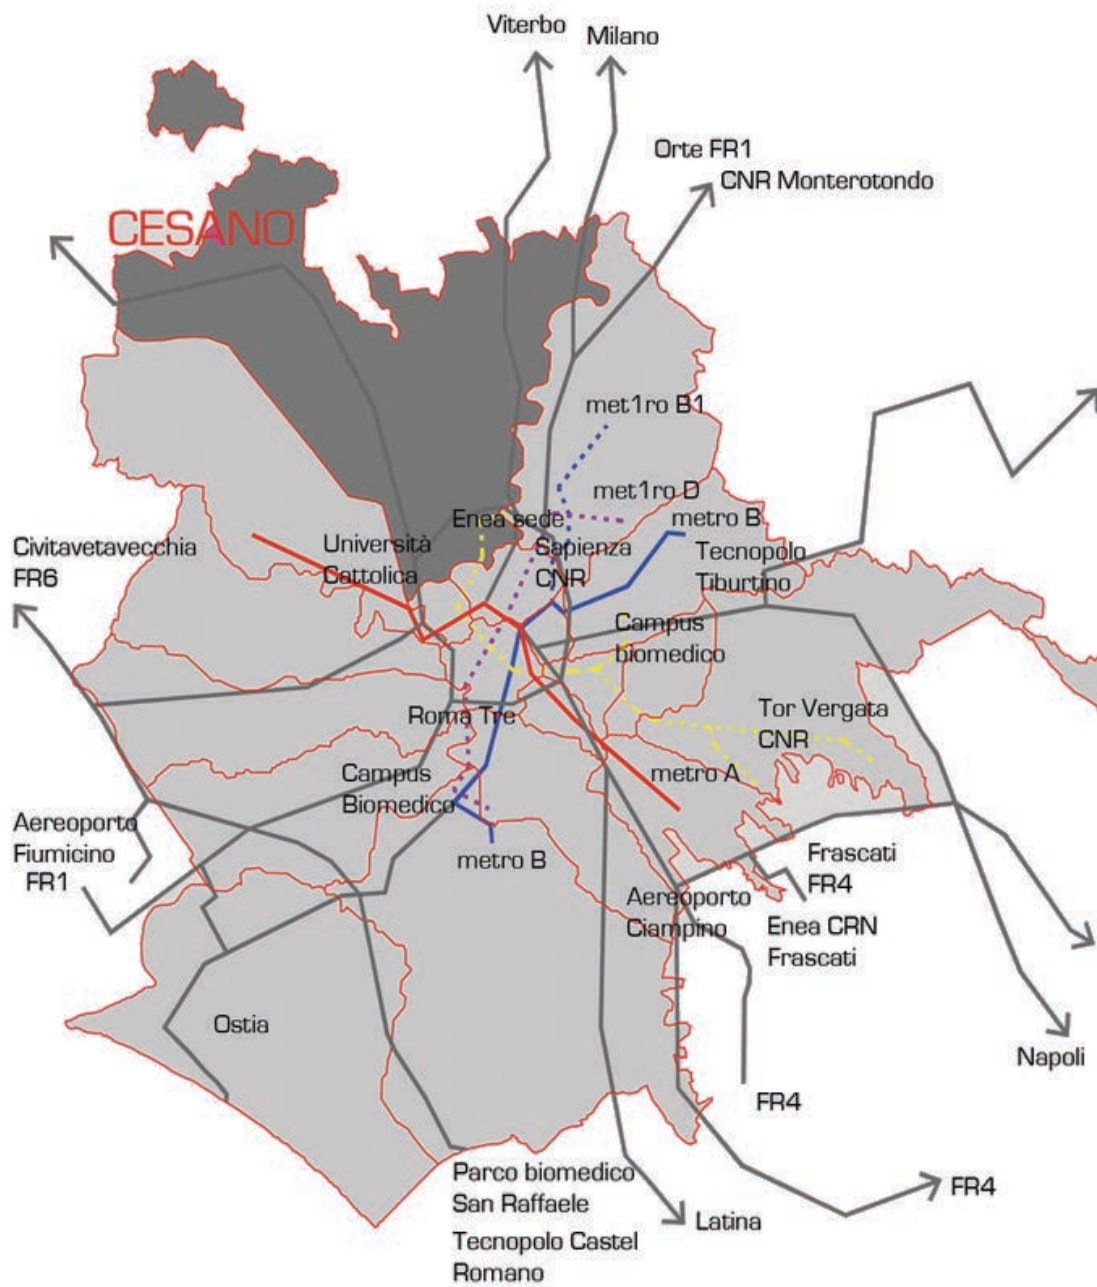 Viterbo
Milano
Orte FR1
CNR Monterotondo
CESANO
met1ro B1
met1ro D
metro B
Enea sede
Università
Cattolica
Sapienza
CNR
Tecnopolo
Tiburtino
Civitavetavecchia
FR6
Campus
biomedico
Roma Tre
Tor Vergata
CNR
metro A
Campus
Biomedico
metro B
Aereoporto
Fiumicino
FR1
Frascati
FR4
Aereoporto
Ciampino
Enea CRN
Frascati
Ostia
Napoli
FR4
Parco biomedico
San Raffaele
FR4
Latina
Tecnopolo Castel
Romano